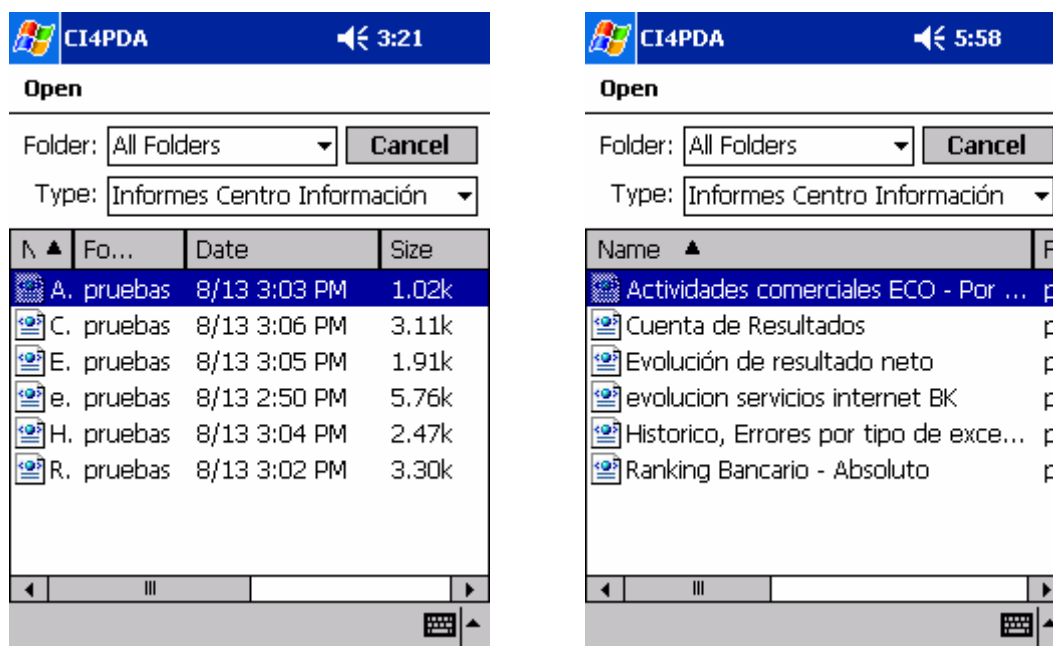 CI4PDA 3:21
Open
Folder: All Folders Cancel
Type: Informes Centro Información
N Fo... Date Size
A. pruebas 8/13 3:03 PM 1.02k
C. pruebas 8/13 3:06 PM 3.11k
E. pruebas 8/13 3:05 PM 1.91k
e. pruebas 8/13 2:50 PM 5.76k
H. pruebas 8/13 3:04 PM 2.47k
R. pruebas 8/13 3:02 PM 3.30k
CI4PDA 5:58
Open
Folder: All Folders Cancel
Type: Informes Centro Información
Name F
Actividades comerciales ECO - Por ... p
Cuenta de Resultados p
Evolución de resultado neto p
evolucion servicios internet BK p
Historico, Errores por tipo de exce... p
Ranking Bancario - Absoluto p